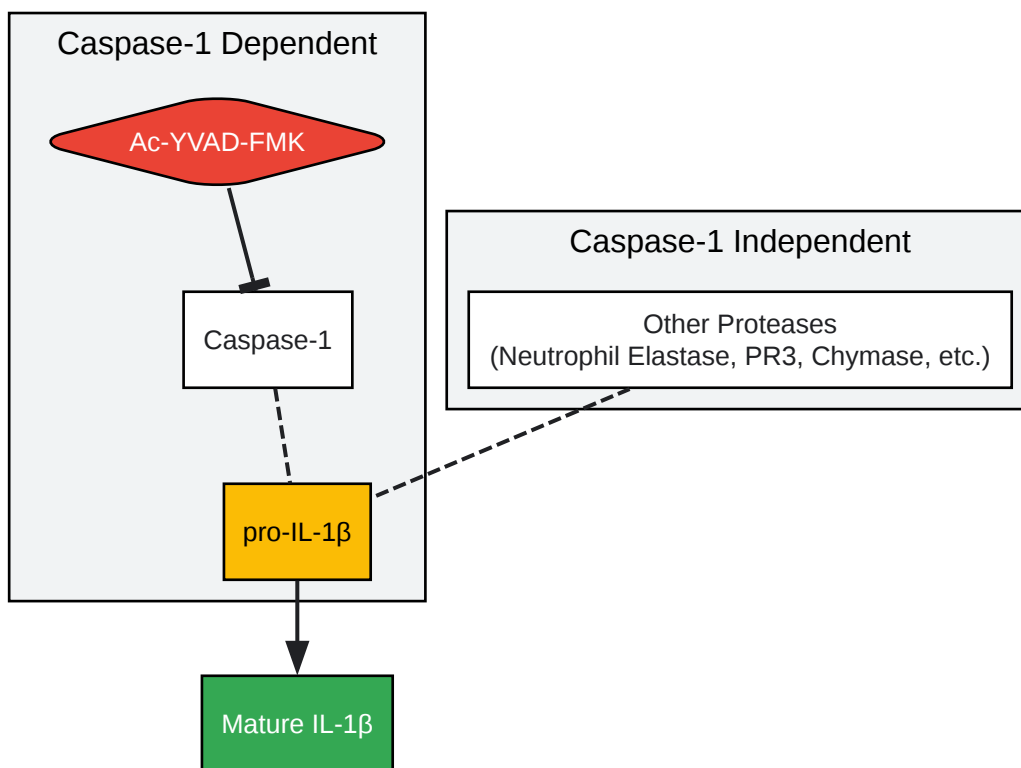 Caspase-1 Dependent
Ac-YVAD-FMK
Caspase-1 Independent
Other Proteases
(Neutrophil Elastase, PR3, Chymase, etc.)
Caspase-1
pro-IL-1β
Mature IL-1β